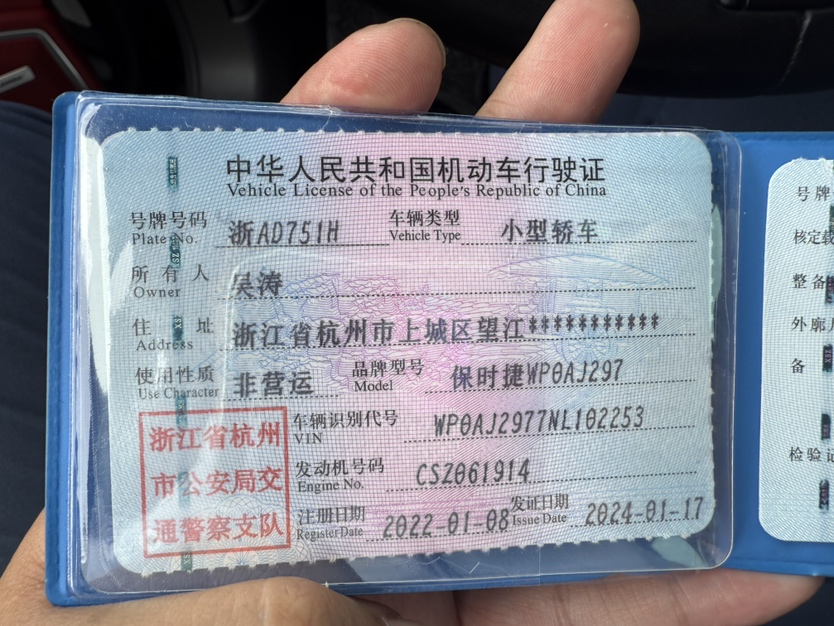 中华人民共和国机动车行驶证
Vehicle License of the People's Republic of China
号牌号码 浙AD751H 车辆类型 小型轿车
Plate No. Vehicle Type
所有人 吴涛
Owner
住址 浙江省杭州市上城区望江***********
Address
使用性质 非营运 品牌型号 保时捷WP0AJ297
Use Character Model
浙江省杭州
市公安局交
通警察支队
车辆识别代号 WP0AJ2977NL102253
VIN
发动机号码 CSZ061914
Engine No.
注册日期 2022-01-08 发证日期 2024-01-17
Register Date Issue Date
号牌
核定载
整备
外廓
备
检验记